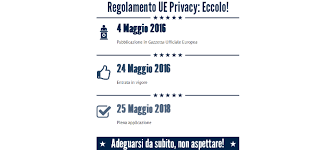 Regolamento UE Privacy: Eccolo!
4 Maggio 2016
Pubblicazione in Gazzetta Ufficiale Europea
24 Maggio 2016
Entrata in vigore
25 Maggio 2018
Piena applicazione
Adeguarsi da subito, non aspettare!